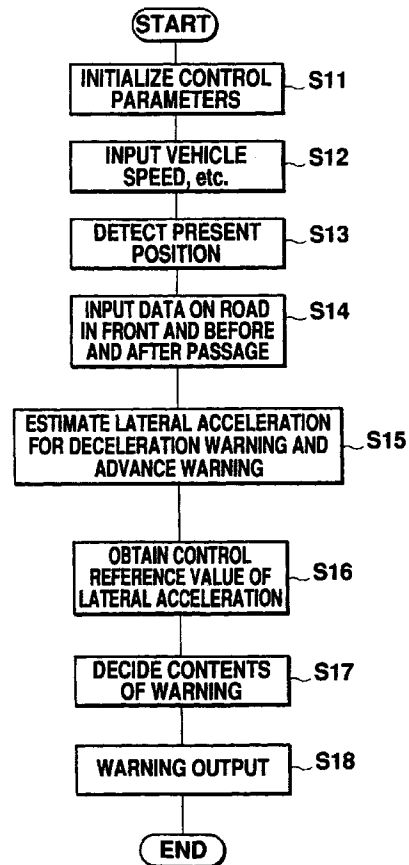 START
INITIALIZE CONTROL
PARAMETERS
S11
INPUT VEHICLE
SPEED, etc.
S12
DETECT PRESENT
POSITION
S13
INPUT DATA ON ROAD
IN FRONT AND BEFORE
AND AFTER PASSAGE
S14
ESTIMATE LATERAL ACCELERATION
FOR DECELERATION WARNING AND
ADVANCE WARNING
S15
OBTAIN CONTROL
REFERENCE VALUE OF
LATERAL ACCELERATION
S16
DECIDE CONTENTS
OF WARNING
S17
WARNING OUTPUT
S18
END